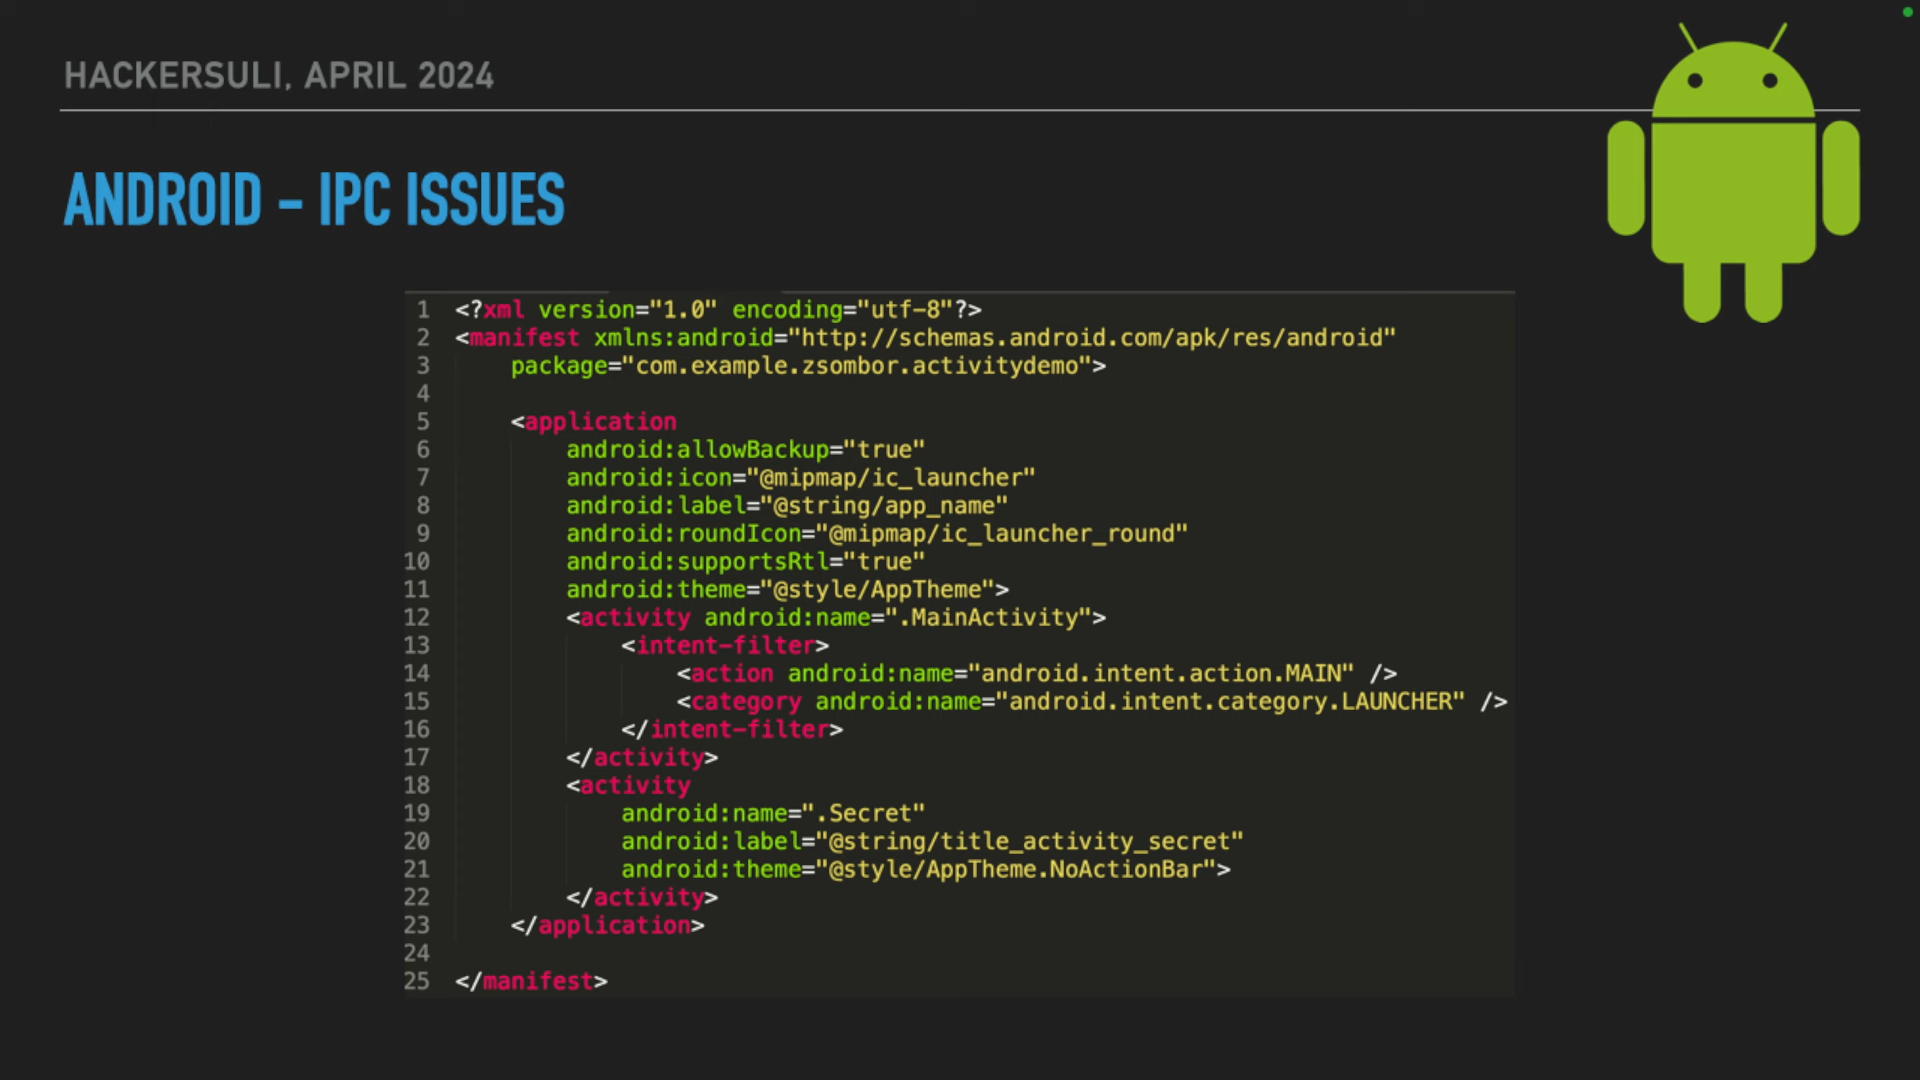 HACKERSULI, APRIL 2024
ANDROID - IPC ISSUES
1 <?xml version="1.0" encoding="utf-8"?>
2 <manifest xmlns:android="http://schemas.android.com/apk/res/android"
3     package="com.example.zsombor.activitydemo">
4
5     <application
6         android:allowBackup="true"
7         android:icon="@mipmap/ic_launcher"
8         android:label="@string/app_name"
9         android:roundIcon="@mipmap/ic_launcher_round"
10         android:supportsRtl="true"
11         android:theme="@style/AppTheme">
12         <activity android:name=".MainActivity">
13             <intent-filter>
14                 <action android:name="android.intent.action.MAIN" />
15                 <category android:name="android.intent.category.LAUNCHER" />
16             </intent-filter>
17         </activity>
18         <activity
19             android:name=".Secret"
20             android:label="@string/title_activity_secret"
21             android:theme="@style/AppTheme.NoActionBar">
22         </activity>
23     </application>
24
25 </manifest>